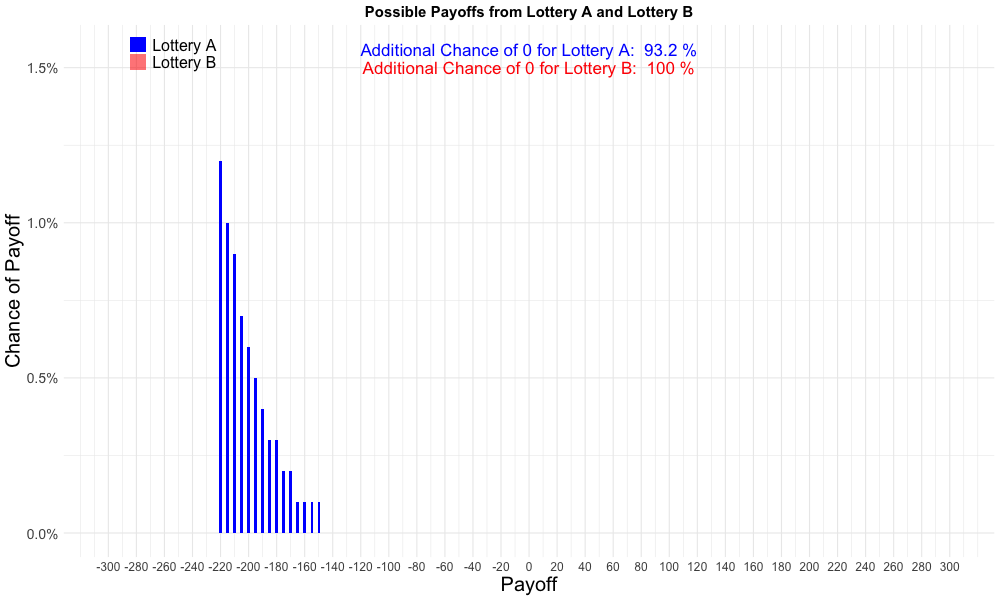 Possible Payoffs from Lottery A and Lottery B
Lottery A
Lottery B
Additional Chance of 0 for Lottery A:  93.2 %
Additional Chance of 0 for Lottery B:  100 %
1.5%
1.0%
0.5%
0.0%
Chance of Payoff
-300 -280 -260 -240 -220 -200 -180 -160 -140 -120 -100 -80 -60 -40 -20 0 20 40 60 80 100 120 140 160 180 200 220 240 260 280 300
Payoff